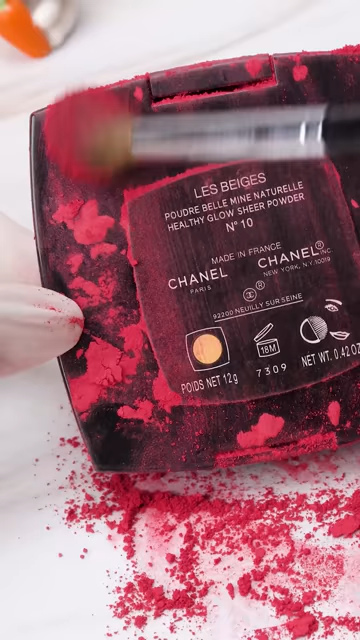 LES BEIGES
POUDRE BELLE MINE NATURELLE
HEALTHY GLOW SHEER POWDER
Nº 10
MADE IN FRANCE
CHANEL
PARIS
CHANEL® INC.
NEW YORK, N.Y. 10019
92200 NEUILLY SUR SEINE
18M
POIDS NET 12g
7309
NET WT. 0.42 OZ